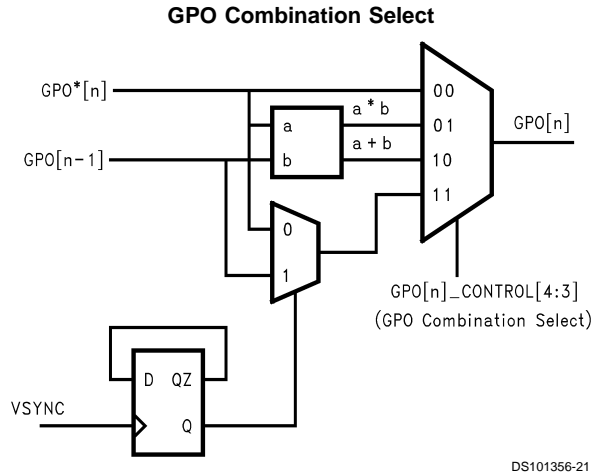 GPO Combination Select
GPO*[n]
00
a * b
a
01
GPO[n]
a + b
GPO[n-1]
b
10
11
0
1
GPO[n]_CONTROL[4:3]
(GPO Combination Select)
D QZ
VSYNC
Q
DS101356-21